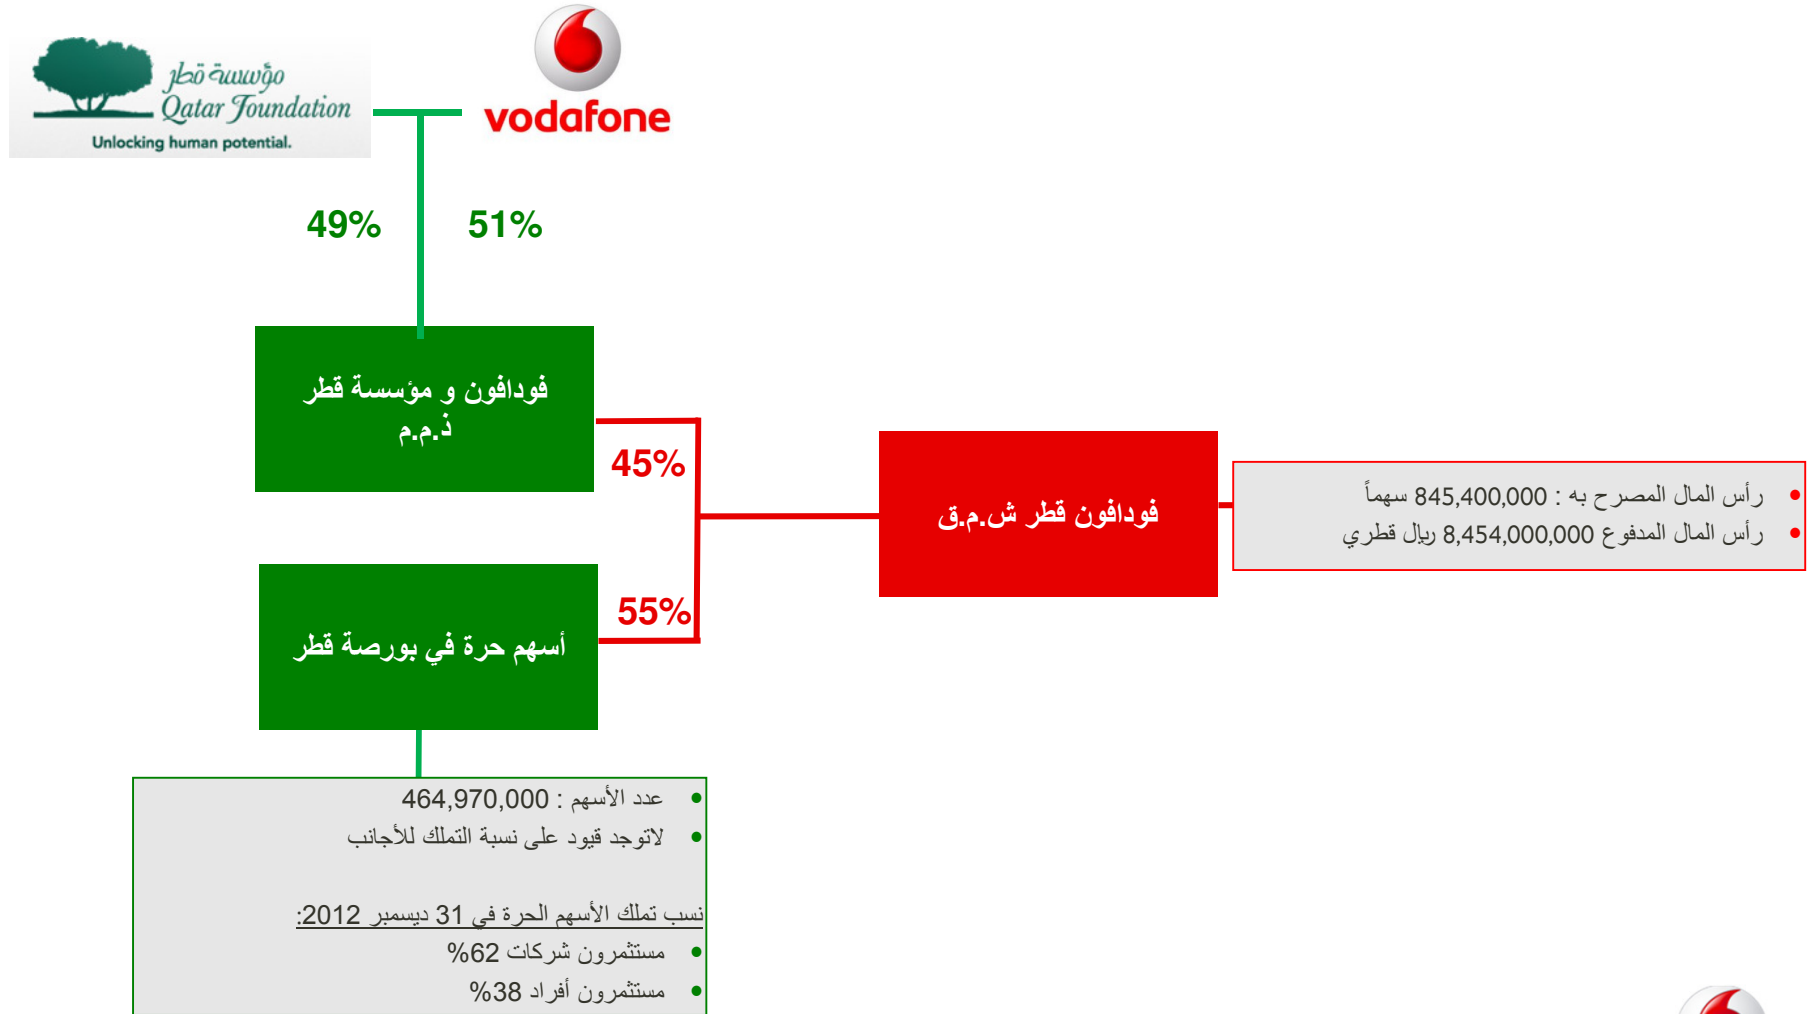 مؤسسة قطر
Qatar Foundation
Unlocking human potential.
vodafone
49%
51%
فودافون و مؤسسة قطر
ذ.م.م
45%
فودافون قطر ش.م.ق
• رأس المال المصرح به : 845,400,000 سهماً
• رأس المال المدفوع 8,454,000,000 ريال قطري
55%
أسهم حرة في بورصة قطر
• عدد الأسهم : 464,970,000
• لاتوجد قيود على نسبة التملك للأجانب
نسب تملك الأسهم الحرة في 31 ديسمبر 2012:
• مستثمرون شركات 62%
• مستثمرون أفراد 38%